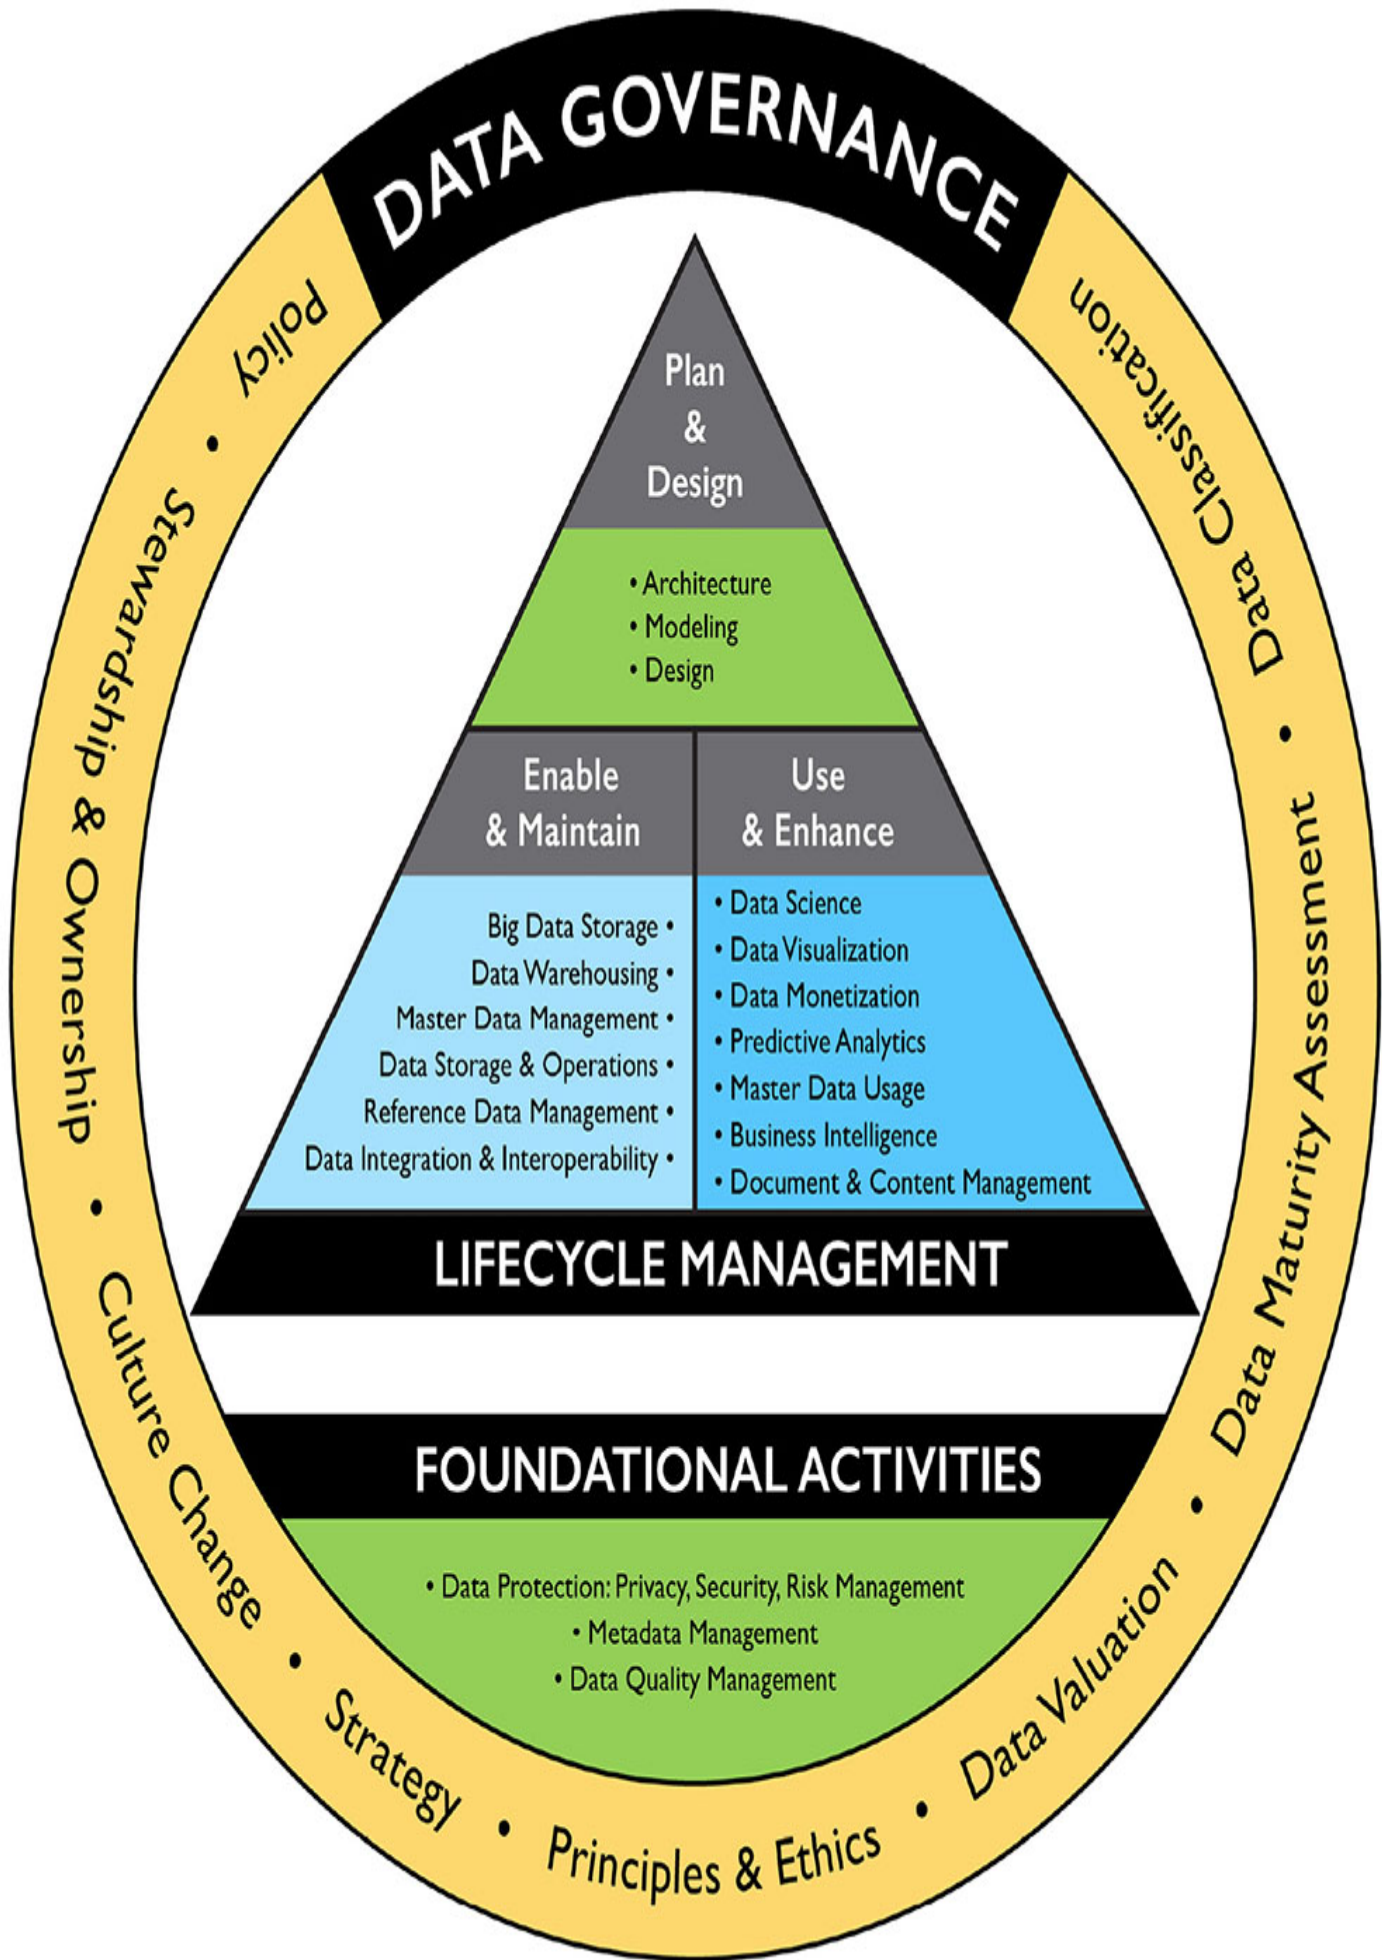 DATA GOVERNANCE
Policy • Stewardship & Ownership • Culture Change • Strategy • Principles & Ethics • Data Valuation • Data Maturity Assessment • Data Classification
Plan
&
Design
• Architecture
• Modeling
• Design
Enable
& Maintain
Big Data Storage •
Data Warehousing •
Master Data Management •
Data Storage & Operations •
Reference Data Management •
Data Integration & Interoperability •
Use
& Enhance
• Data Science
• Data Visualization
• Data Monetization
• Predictive Analytics
• Master Data Usage
• Business Intelligence
• Document & Content Management
LIFECYCLE MANAGEMENT
FOUNDATIONAL ACTIVITIES
• Data Protection: Privacy, Security, Risk Management
• Metadata Management
• Data Quality Management